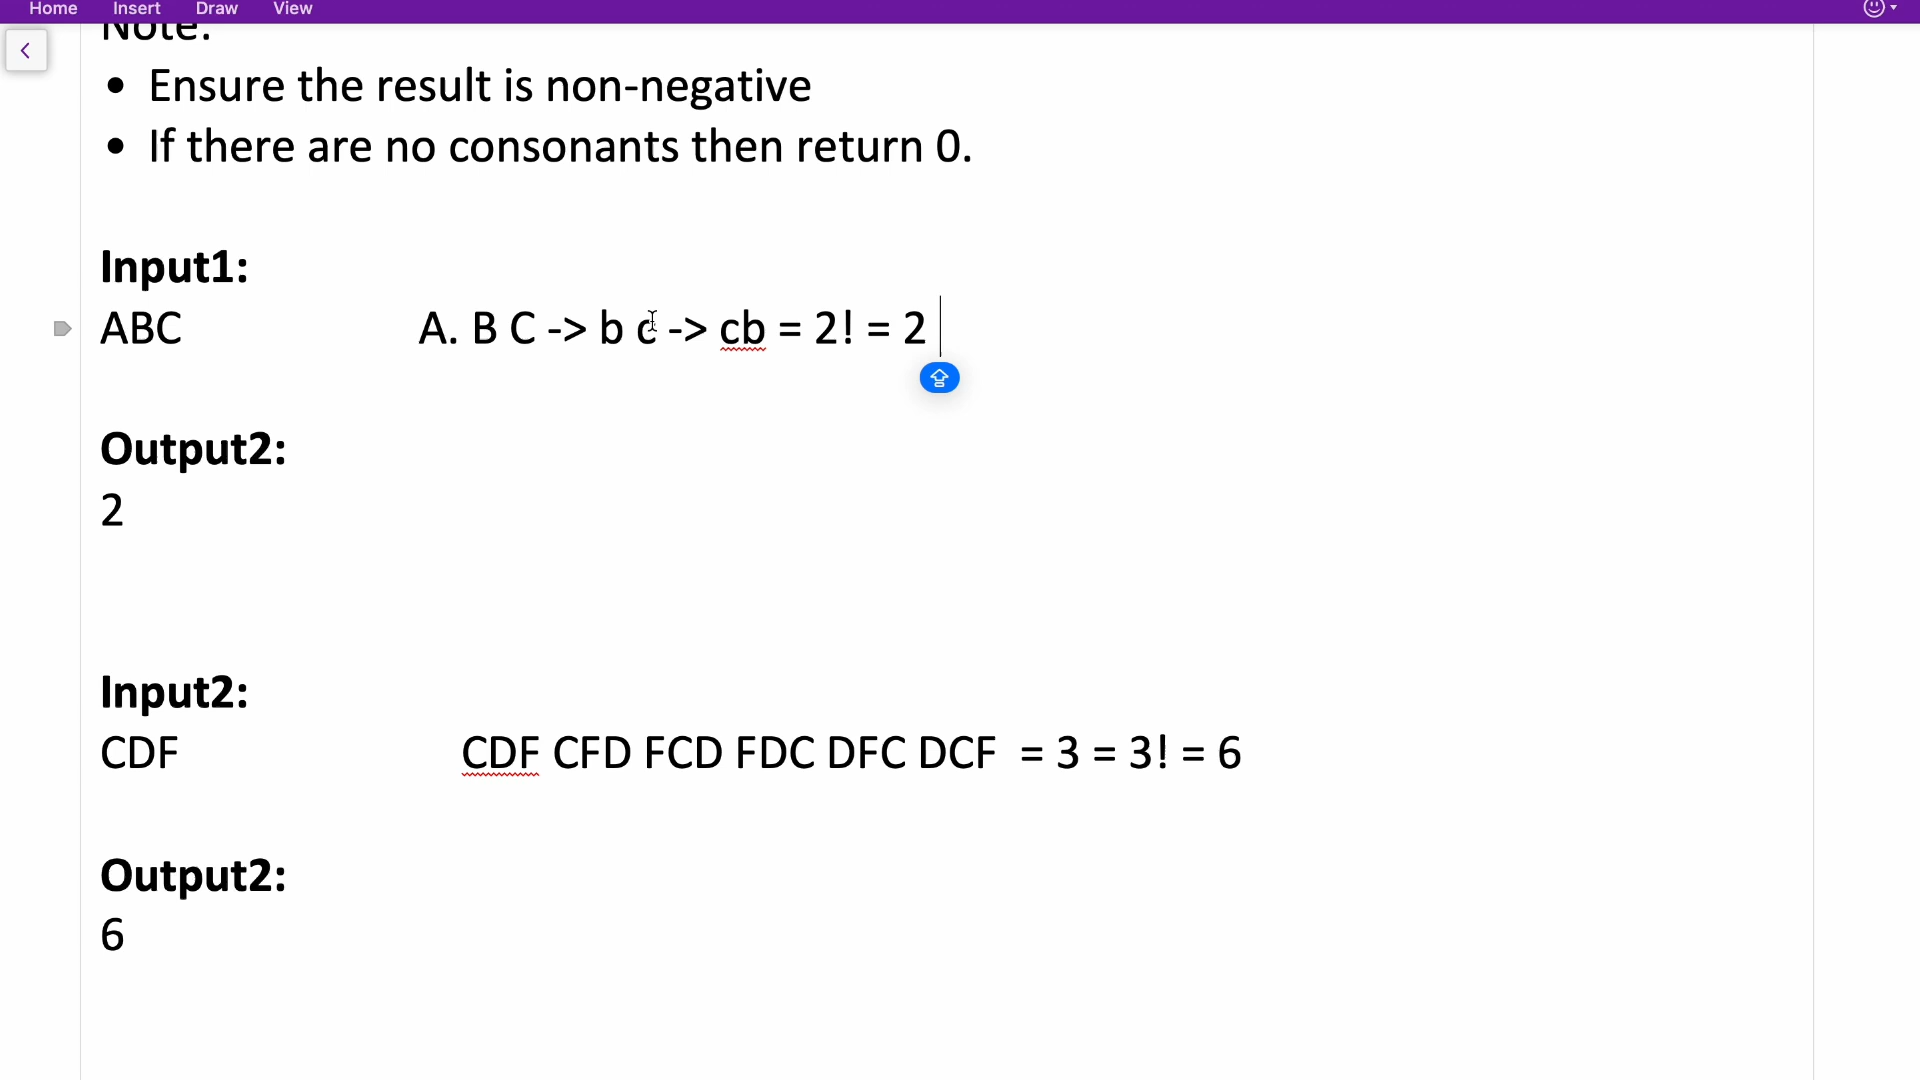 Home Insert Draw View
Note:
• Ensure the result is non-negative
• If there are no consonants then return 0.
Input1:
ABC A. B C -> b c -> cb = 2! = 2
Output2:
2
Input2:
CDF CDF CFD FCD FDC DFC DCF = 3 = 3! = 6
Output2:
6